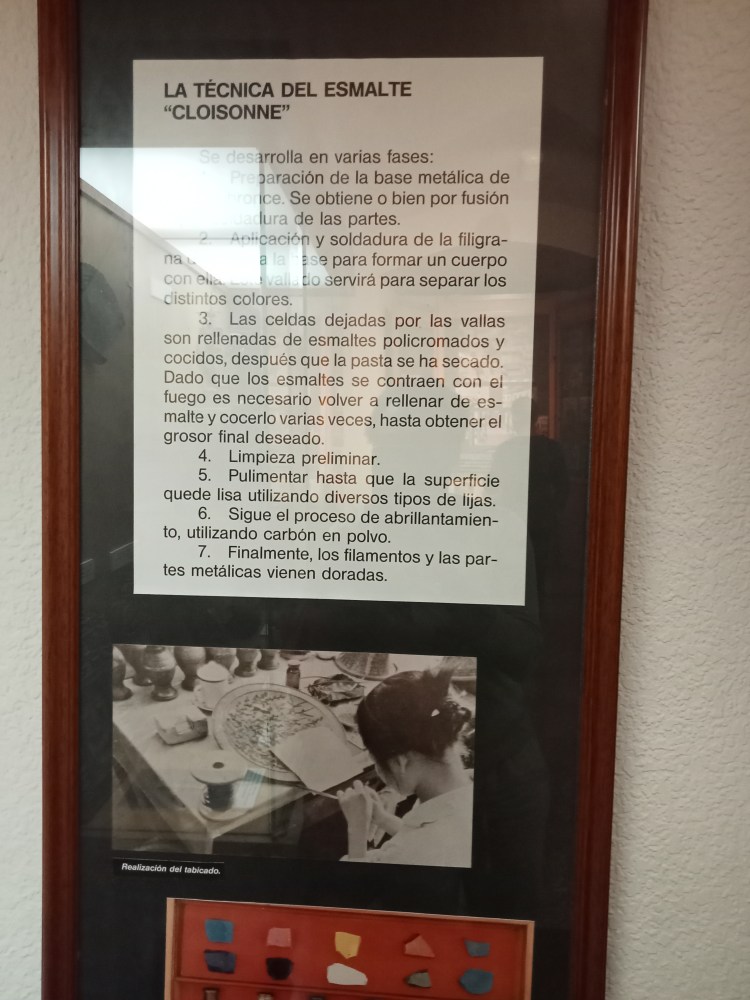 LA TÉCNICA DEL ESMALTE
“CLOISONNE”
Se desarrolla en varias fases:
Preparación de la base metálica de
bronce. Se obtiene o bien por fusión
de las partes.
2. Aplicación y soldadura de la filigra-
na a la base para formar un cuerpo
con ella. Este vallado servirá para separar los
distintos colores.
3. Las celdas dejadas por las vallas
son rellenadas de esmaltes policromados y
cocidos, después que la pasta se ha secado.
Dado que los esmaltes se contraen con el
fuego es necesario volver a rellenar de es-
malte y cocerlo varias veces, hasta obtener el
grosor final deseado.
4. Limpieza preliminar.
5. Pulimentar hasta que la superficie
quede lisa utilizando diversos tipos de lijas.
6. Sigue el proceso de abrillantamien-
to, utilizando carbón en polvo.
7. Finalmente, los filamentos y las par-
tes metálicas vienen doradas.
Realización del tabicado.